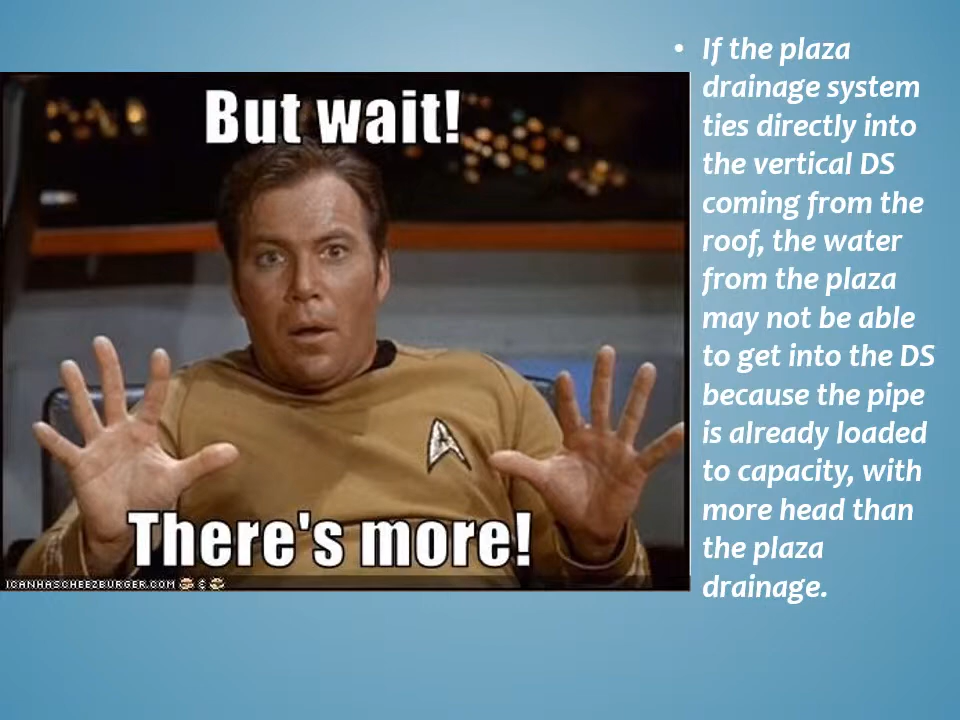 But wait!
There's more!
ICANHASCHEEZBURGER.COM
• If the plaza
drainage system
ties directly into
the vertical DS
coming from the
roof, the water
from the plaza
may not be able
to get into the DS
because the pipe
is already loaded
to capacity, with
more head than
the plaza
drainage.